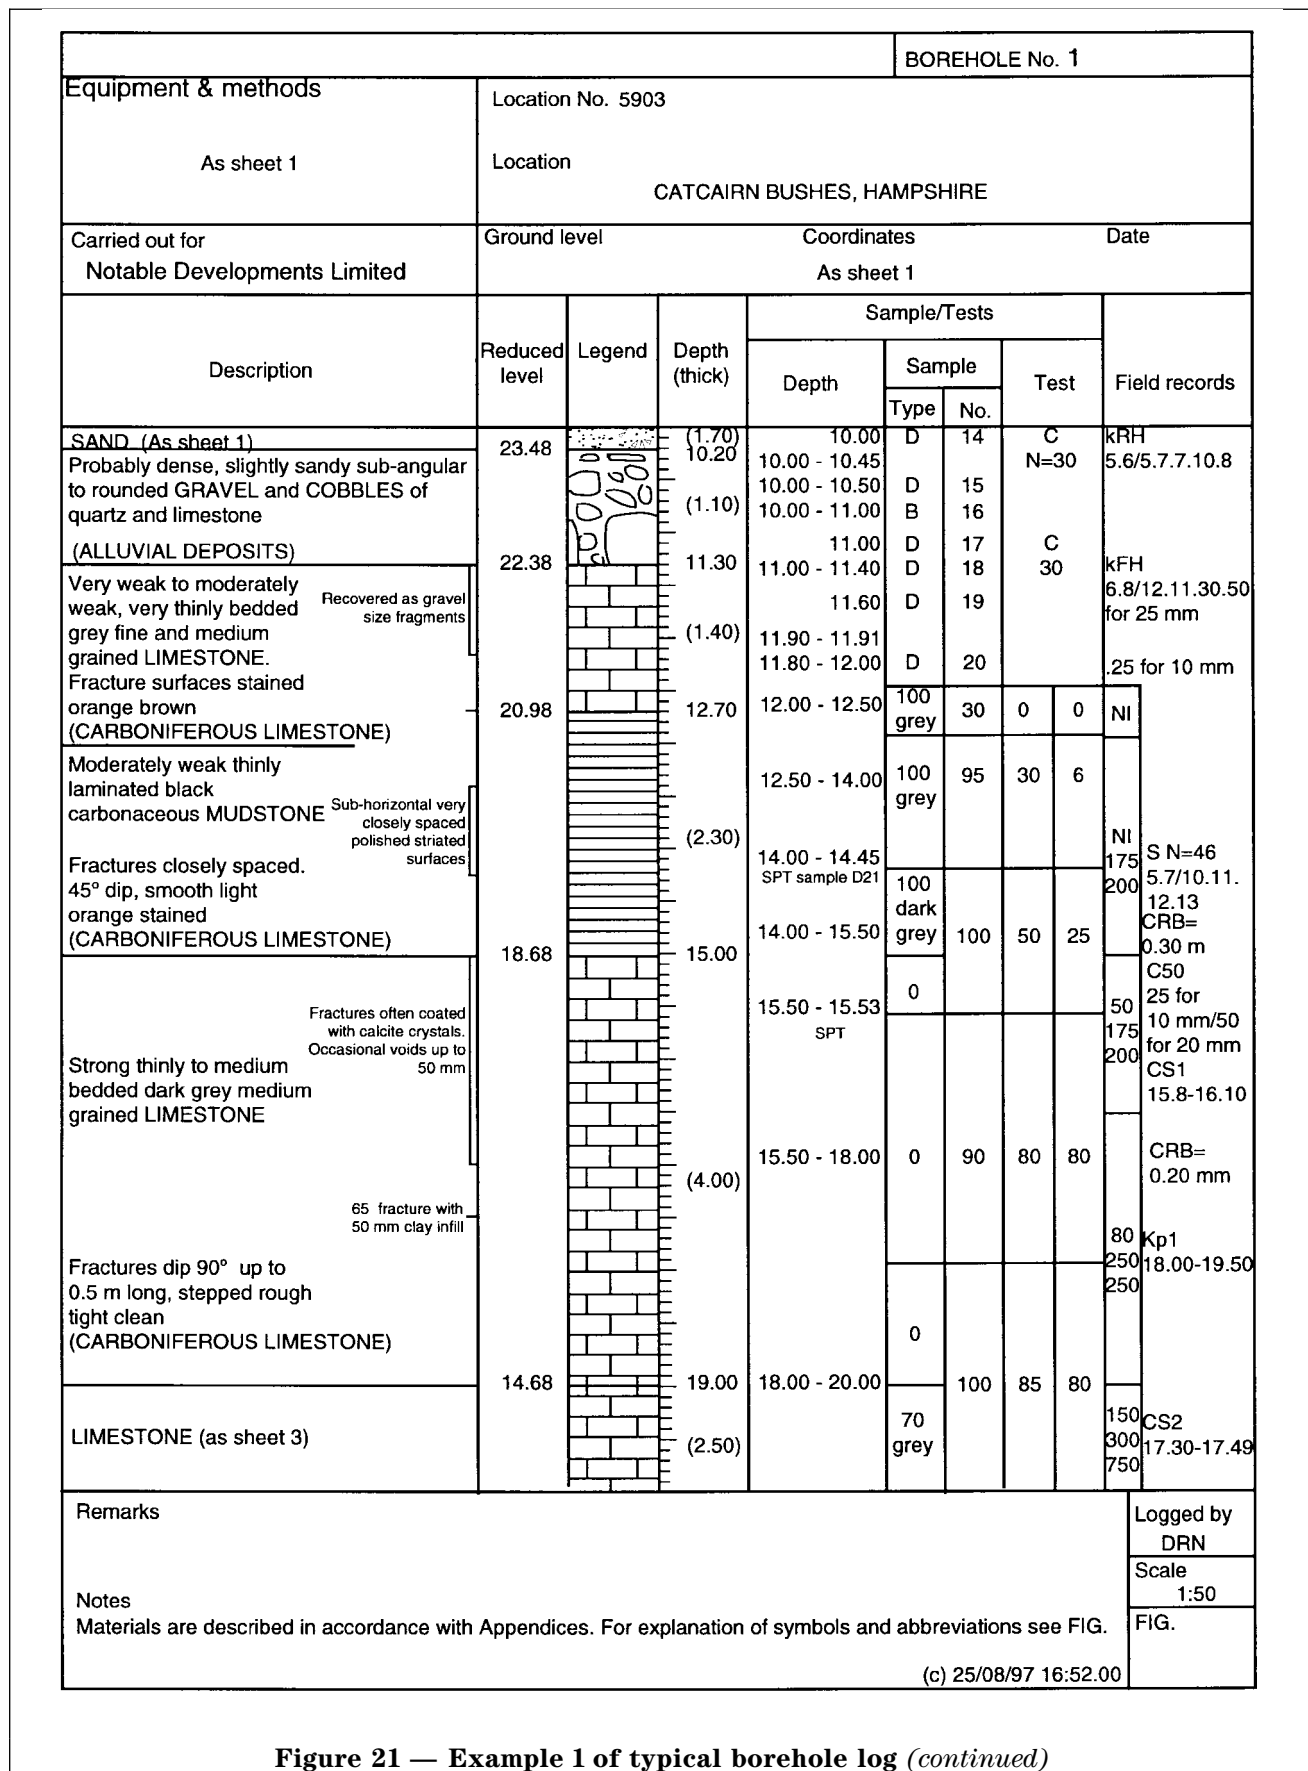 BOREHOLE No. 1
Equipment & methods
As sheet 1
Location No. 5903
Location
CATCAIRN BUSHES, HAMPSHIRE
Carried out for
Notable Developments Limited
Ground level
Coordinates
Date
As sheet 1
Description
Reduced level
Legend
Depth (thick)
Sample/Tests
Depth
Sample
Type
No.
Test
Field records
SAND (As sheet 1)
23.48
(1.70)
10.20
10.00 D 14 C kRH
Probably dense, slightly sandy sub-angular
to rounded GRAVEL and COBBLES of
quartz and limestone
(ALLUVIAL DEPOSITS)
10.00 - 10.45 N=30 5.6/5.7.7.10.8
10.00 - 10.50 D 15
(1.10)
10.00 - 11.00 B 16
11.00 D 17 C
22.38
11.30
11.00 - 11.40 D 18 30 kFH
6.8/12.11.30.50
for 25 mm
Very weak to moderately
weak, very thinly bedded
grey fine and medium
grained LIMESTONE.
Fracture surfaces stained
orange brown
(CARBONIFEROUS LIMESTONE)
Recovered as gravel
size fragments
11.60 D 19
(1.40)
11.90 - 11.91
11.80 - 12.00 D 20 .25 for 10 mm
20.98
12.70
12.00 - 12.50 100 grey 30 0 0 NI
Moderately weak thinly
laminated black
carbonaceous MUDSTONE
Sub-horizontal very
closely spaced
polished striated
surfaces
Fractures closely spaced.
45° dip, smooth light
orange stained
(CARBONIFEROUS LIMESTONE)
12.50 - 14.00 100 grey 95 30 6
(2.30)
NI
175
200
14.00 - 14.45
SPT sample D21
S N=46
5.7/10.11.
12.13
CRB=
0.30 m
14.00 - 15.50 100 dark grey 100 50 25
18.68
15.00
0
15.50 - 15.53
SPT
50
175
200
C50
25 for
10 mm/50
for 20 mm
CS1
15.8-16.10
Fractures often coated
with calcite crystals.
Occasional voids up to
50 mm
Strong thinly to medium
bedded dark grey medium
grained LIMESTONE
15.50 - 18.00 0 90 80 80
CRB=
0.20 mm
(4.00)
65 fracture with
50 mm clay infill
80
250
250
Kp1
18.00-19.50
Fractures dip 90° up to
0.5 m long, stepped rough
tight clean
(CARBONIFEROUS LIMESTONE)
0
14.68
19.00
18.00 - 20.00 100 85 80
LIMESTONE (as sheet 3)
(2.50)
70
grey
150
300
750
CS2
17.30-17.49
Remarks
Logged by
DRN
Scale
1:50
Notes
Materials are described in accordance with Appendices. For explanation of symbols and abbreviations see FIG.
FIG.
(c) 25/08/97 16:52.00
Figure 21 — Example 1 of typical borehole log (continued)